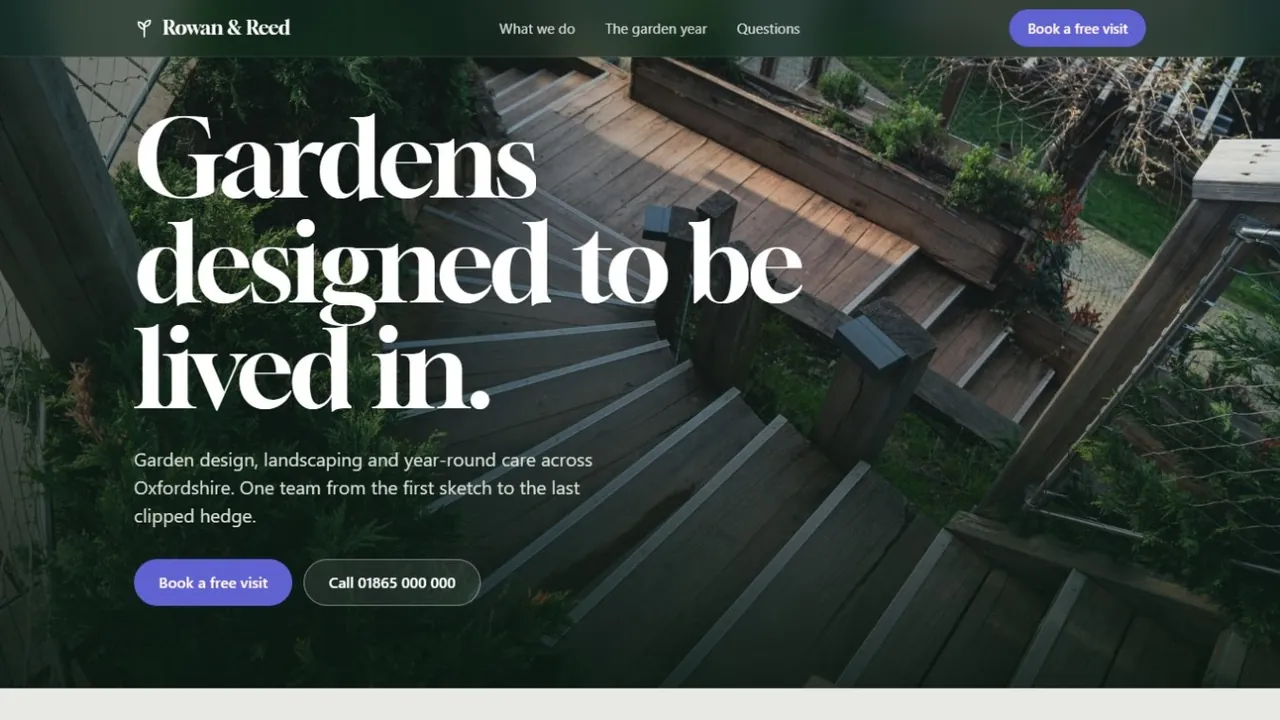 Rowan & Reed
What we do
The garden year
Questions
Book a free visit
Gardens
designed to be
lived in.
Garden design, landscaping and year-round care across
Oxfordshire. One team from the first sketch to the last
clipped hedge.
Book a free visit
Call 01865 000 000